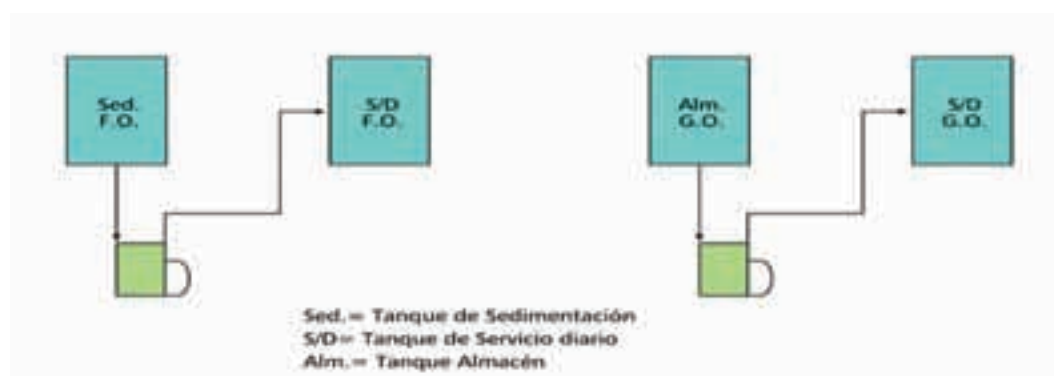 Sed.
F.O.
S/D
F.O.
Alm.
G.O.
S/D
G.O.
Sed.= Tanque de Sedimentación
S/D= Tanque de Servicio diario
Alm.= Tanque Almacén